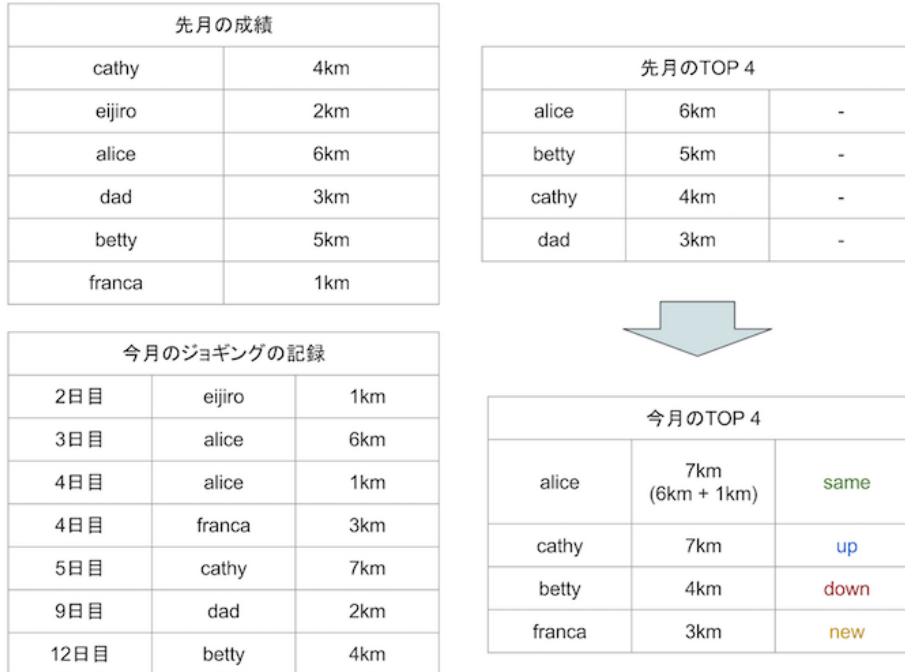 先月の成績
cathy 4km
eijiro 2km
alice 6km
dad 3km
betty 5km
franca 1km
今月のジョギングの記録
2日目 eijiro 1km
3日目 alice 6km
4日目 alice 1km
4日目 franca 3km
5日目 cathy 7km
9日目 dad 2km
12日目 betty 4km
先月のTOP 4
alice 6km -
betty 5km -
cathy 4km -
dad 3km -
今月のTOP 4
alice 7km same
(6km + 1km)
cathy 7km up
betty 4km down
franca 3km new